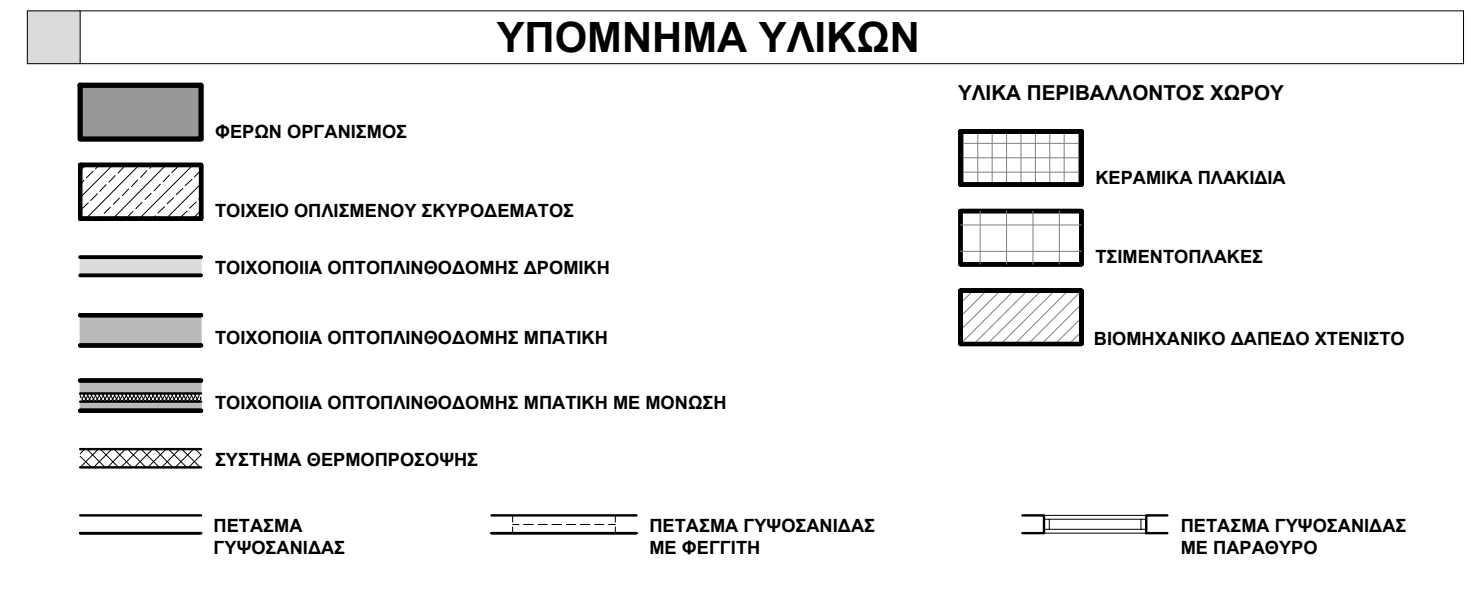 ΥΠΟΜΝΗΜΑ ΥΛΙΚΩΝ
ΦΕΡΩΝ ΟΡΓΑΝΙΣΜΟΣ
ΤΟΙΧΕΙΟ ΟΠΛΙΣΜΕΝΟΥ ΣΚΥΡΟΔΕΜΑΤΟΣ
ΤΟΙΧΟΠΟΙΙΑ ΟΠΤΟΠΛΙΝΘΟΔΟΜΗΣ ΔΡΟΜΙΚΗ
ΤΟΙΧΟΠΟΙΙΑ ΟΠΤΟΠΛΙΝΘΟΔΟΜΗΣ ΜΠΑΤΙΚΗ
ΤΟΙΧΟΠΟΙΙΑ ΟΠΤΟΠΛΙΝΘΟΔΟΜΗΣ ΜΠΑΤΙΚΗ ΜΕ ΜΟΝΩΣΗ
ΣΥΣΤΗΜΑ ΘΕΡΜΟΠΡΟΣΟΨΗΣ
ΥΛΙΚΑ ΠΕΡΙΒΑΛΛΟΝΤΟΣ ΧΩΡΟΥ
ΚΕΡΑΜΙΚΑ ΠΛΑΚΙΔΙΑ
ΤΣΙΜΕΝΤΟΠΛΑΚΕΣ
ΒΙΟΜΗΧΑΝΙΚΟ ΔΑΠΕΔΟ ΧΤΕΝΙΣΤΟ
ΠΕΤΑΣΜΑ
ΓΥΨΟΣΑΝΙΔΑΣ
ΠΕΤΑΣΜΑ ΓΥΨΟΣΑΝΙΔΑΣ
ΜΕ ΦΕΓΓΙΤΗ
ΠΕΤΑΣΜΑ ΓΥΨΟΣΑΝΙΔΑΣ
ΜΕ ΠΑΡΑΘΥΡΟ